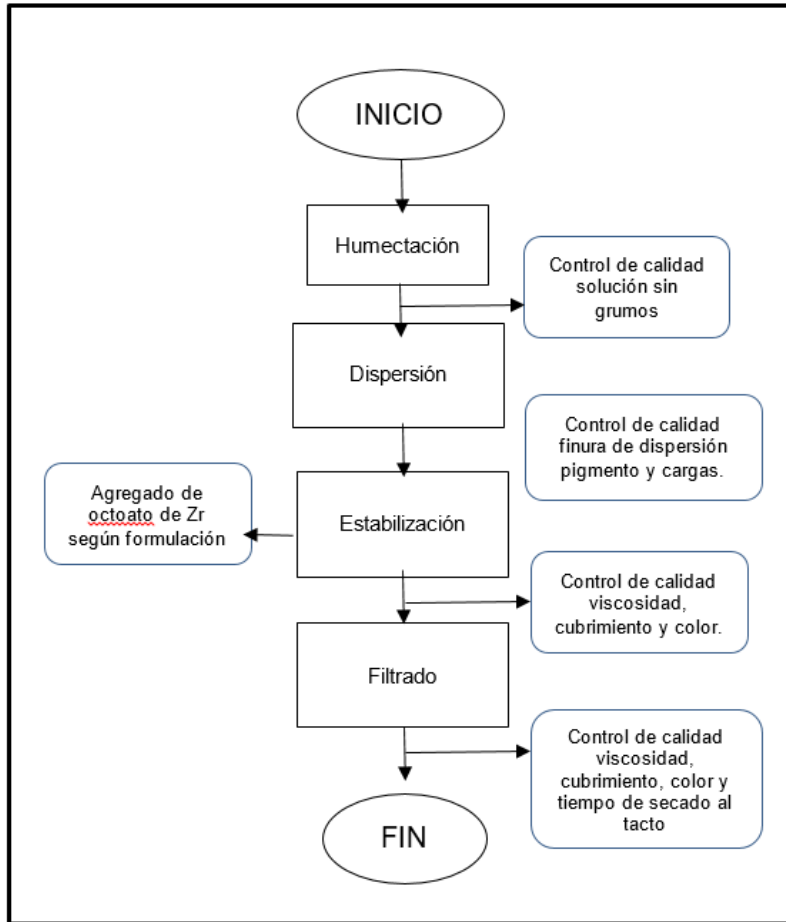 INICIO
Humectación
Control de calidad
solución sin
grumos
Dispersión
Control de calidad
finura de dispersión
pigmento y cargas.
Agregado de
octoato de Zr
según formulación
Estabilización
Control de calidad
viscosidad,
cubrimiento y color.
Filtrado
Control de calidad
viscosidad,
cubrimiento, color y
tiempo de secado al
tacto
FIN